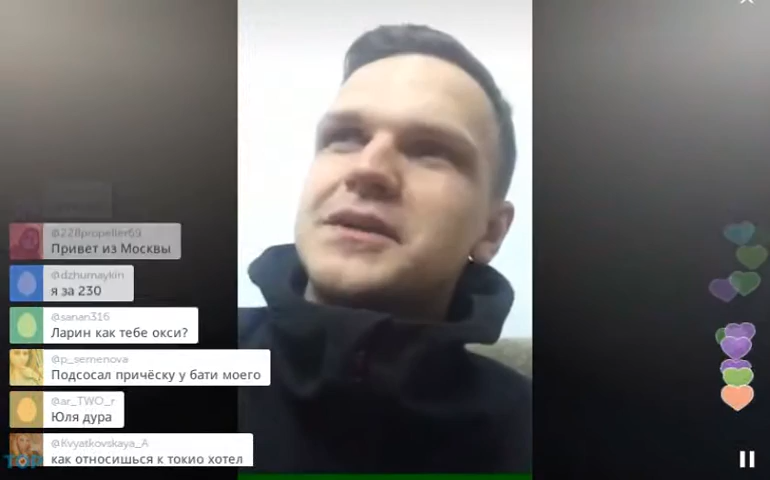 @228propeller69
Привет из Москвы
@dzhumaykin
я за 230
@sanan316
Ларин как тебе окси?
@p_semenova
Подсосал причёску у бати моего
@ar_TWO_r
Юля дура
@Kvyatkovskaya_A
как относишься к токио хотел
TOP